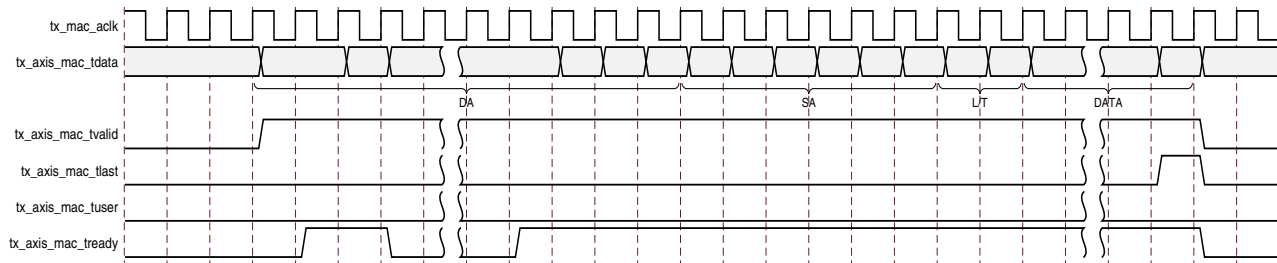 tx_mac_aclk
tx_axis_mac_tdata
DA SA L/T DATA
tx_axis_mac_tvalid
tx_axis_mac_tlast
tx_axis_mac_tuser
tx_axis_mac_tready